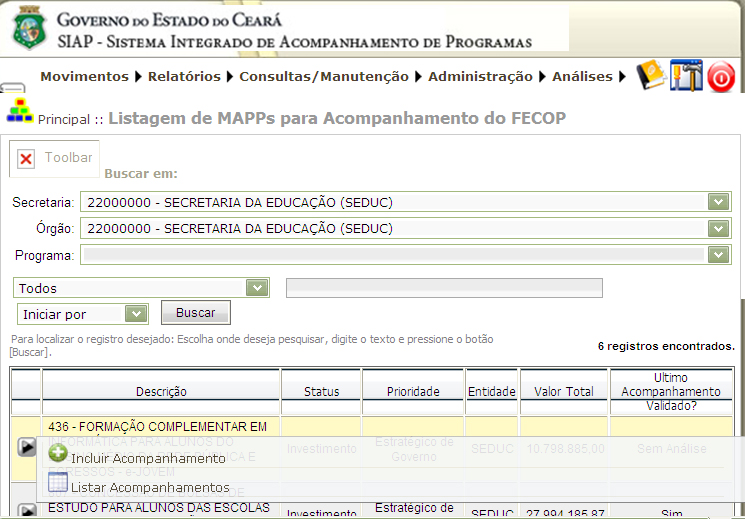 GOVERNO DO ESTADO DO CEARÁ
SIAP - SISTEMA INTEGRADO DE ACOMPANHAMENTO DE PROGRAMAS
Movimentos Relatórios Consultas/Manutenção Administração Análises
Principal :: Listagem de MAPPs para Acompanhamento do FECOP
Toolbar
Buscar em:
Secretaria: 22000000 - SECRETARIA DA EDUCAÇÃO (SEDUC)
Órgão: 22000000 - SECRETARIA DA EDUCAÇÃO (SEDUC)
Programa:
Todos
Iniciar por Buscar
Para localizar o registro desejado: Escolha onde deseja pesquisar, digite o texto e pressione o botão
[Buscar].
6 registros encontrados.
Descrição Status Prioridade Entidade Valor Total Ultimo Acompanhamento Validado?
436 - FORMAÇÃO COMPLEMENTAR EM
INFORMÁTICA PARA ALUNOS DO
EGRESSOS - e-JOVEM
Investimento Estratégico de Governo SEDUC 10.798.885,00 Sem Análise
Incluir Acompanhamento
Listar Acompanhamentos
ESTUDO PARA ALUNOS DAS ESCOLAS Investimento Estratégico de SEDUC 27.994.185,87 Sim